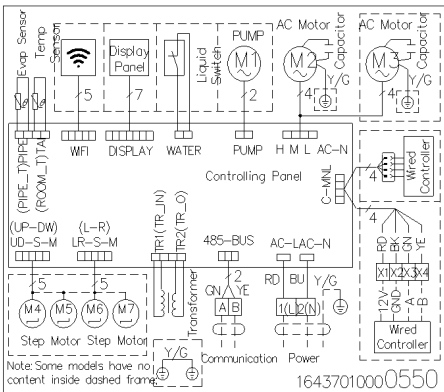 Evap Sensor
Temp Sensor
Display Panel
Liquid Switch
PUMP
M1
AC Motor
M2
Capacitor
Y/G
AC Motor
M3
Capacitor
Y/G
5
7
2
4
4
(PIPE_T)PIPE
(ROOM_T)TA
WIFI
DISPLAY
WATER
PUMP
H M L
AC-N
Controlling Panel
C-MNL
4
Wired Controller
4
(UP-DW)
UD-S-M
(L-R)
LR-S-M
TR1(TR_IN)
TR2(TR_O)
485-BUS
AC-L
AC-N
RD
BK
GN
YE
X1
X2
X3
X4
12V
GND
A
B
Wired Controller
5
5
M4
M5
M6
M7
Step Motor
Step Motor
Transformer
2
GN
YE
A
B
RD
BU
Y/G
1(L)
2(N)
Communication
Power
Y/G
Note: Some models have no content inside dashed frame
16437010000550